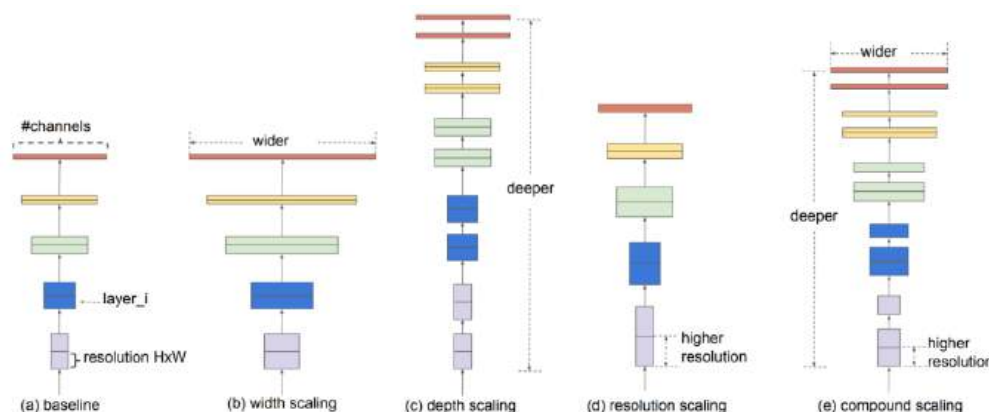 #channels
layer_i
resolution HxW
(a) baseline
wider
(b) width scaling
deeper
(c) depth scaling
higher
resolution
(d) resolution scaling
wider
deeper
higher
resolution
(e) compound scaling